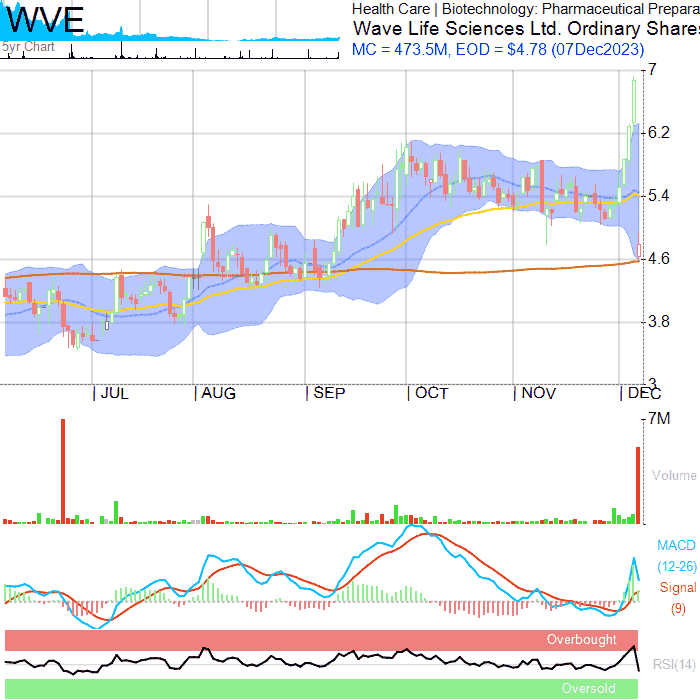 WVE
5yr Chart
Health Care | Biotechnology: Pharmaceutical Prepara
Wave Life Sciences Ltd. Ordinary Shares
MC = 473.5M, EOD = $4.78 (07Dec2023)
7
6.2
5.4
4.6
3.8
3
JUL AUG SEP OCT NOV DEC
7M
Volume
MACD
(12-26)
Signal
(9)
Overbought
RSI(14)
Oversold